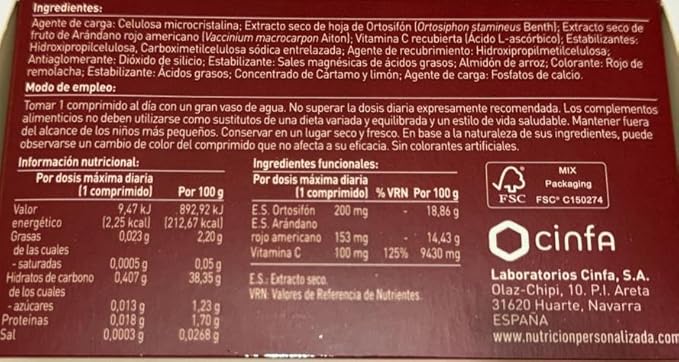 Ingredientes:
Agente de carga: Celulosa microcristalina; Extracto seco de hoja de Ortosifón (Ortosiphon stamineus Benth); Extracto seco de
fruto de Arándano rojo americano (Vaccinium macrocarpon Aiton); Vitamina C recubierta (Ácido L-ascórbico); Estabilizantes:
Hidroxipropilcelulosa, Carboximetilcelulosa sódica entrelazada; Agente de recubrimiento: Hidroxipropilmetilcelulosa;
Antiaglomerante: Dióxido de silicio; Estabilizante: Sales magnésicas de ácidos grasos; Almidón de arroz; Colorante: Rojo de
remolacha; Estabilizante: Ácidos grasos; Concentrado de Cártamo y limón; Agente de carga: Fosfatos de calcio.
Modo de empleo:
Tomar 1 comprimido al día con un gran vaso de agua. No superar la dosis diaria expresamente recomendada. Los complementos
alimenticios no deben utilizarse como sustitutos de una dieta variada y equilibrada y un estilo de vida saludable. Mantener fuera
del alcance de los niños más pequeños. Conservar en un lugar seco y fresco. En base a la naturaleza de sus ingredientes, puede
observarse un cambio de color del comprimido que no afecta a su eficacia. Sin colorantes artificiales.
Información nutricional:
Por dosis máxima diaria
(1 comprimido) Por 100 g
Valor 9,47 kJ 892,92 kJ
energético (2,25 kcal) (212,67 kcal)
Grasas 0,023 g 2,20 g
de las cuales
- saturadas 0,0005 g 0,05 g
Hidratos de carbono 0,407 g 38,35 g
de los cuales
- azúcares 0,013 g 1,23 g
Proteínas 0,018 g 1,70 g
Sal 0,0003 g 0,0268 g
Ingredientes funcionales:
Por dosis máxima diaria
(1 comprimido) % VRN Por 100 g
E.S. Ortosifón 200 mg - 18,86 g
E.S. Arándano
rojo americano 153 mg - 14,43 g
Vitamina C 100 mg 125% 9430 mg
E.S.: Extracto seco.
VRN: Valores de Referencia de Nutrientes.
FSC
MIX
Packaging
FSC® C150274
cinfa
Laboratorios Cinfa, S.A.
Olaz-Chipi, 10. P.I. Areta
31620 Huarte, Navarra
ESPAÑA
www.nutricionpersonalizada.com